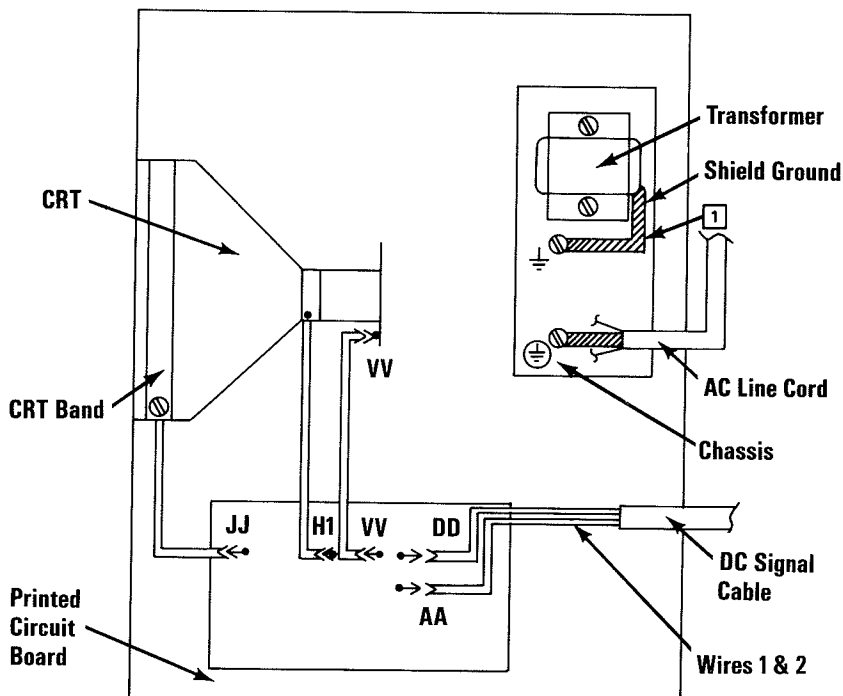 Transformer
Shield Ground
1
CRT
VV
CRT Band
AC Line Cord
Chassis
JJ
H1
VV
DD
DC Signal
Cable
AA
Printed
Circuit
Board
Wires 1 & 2